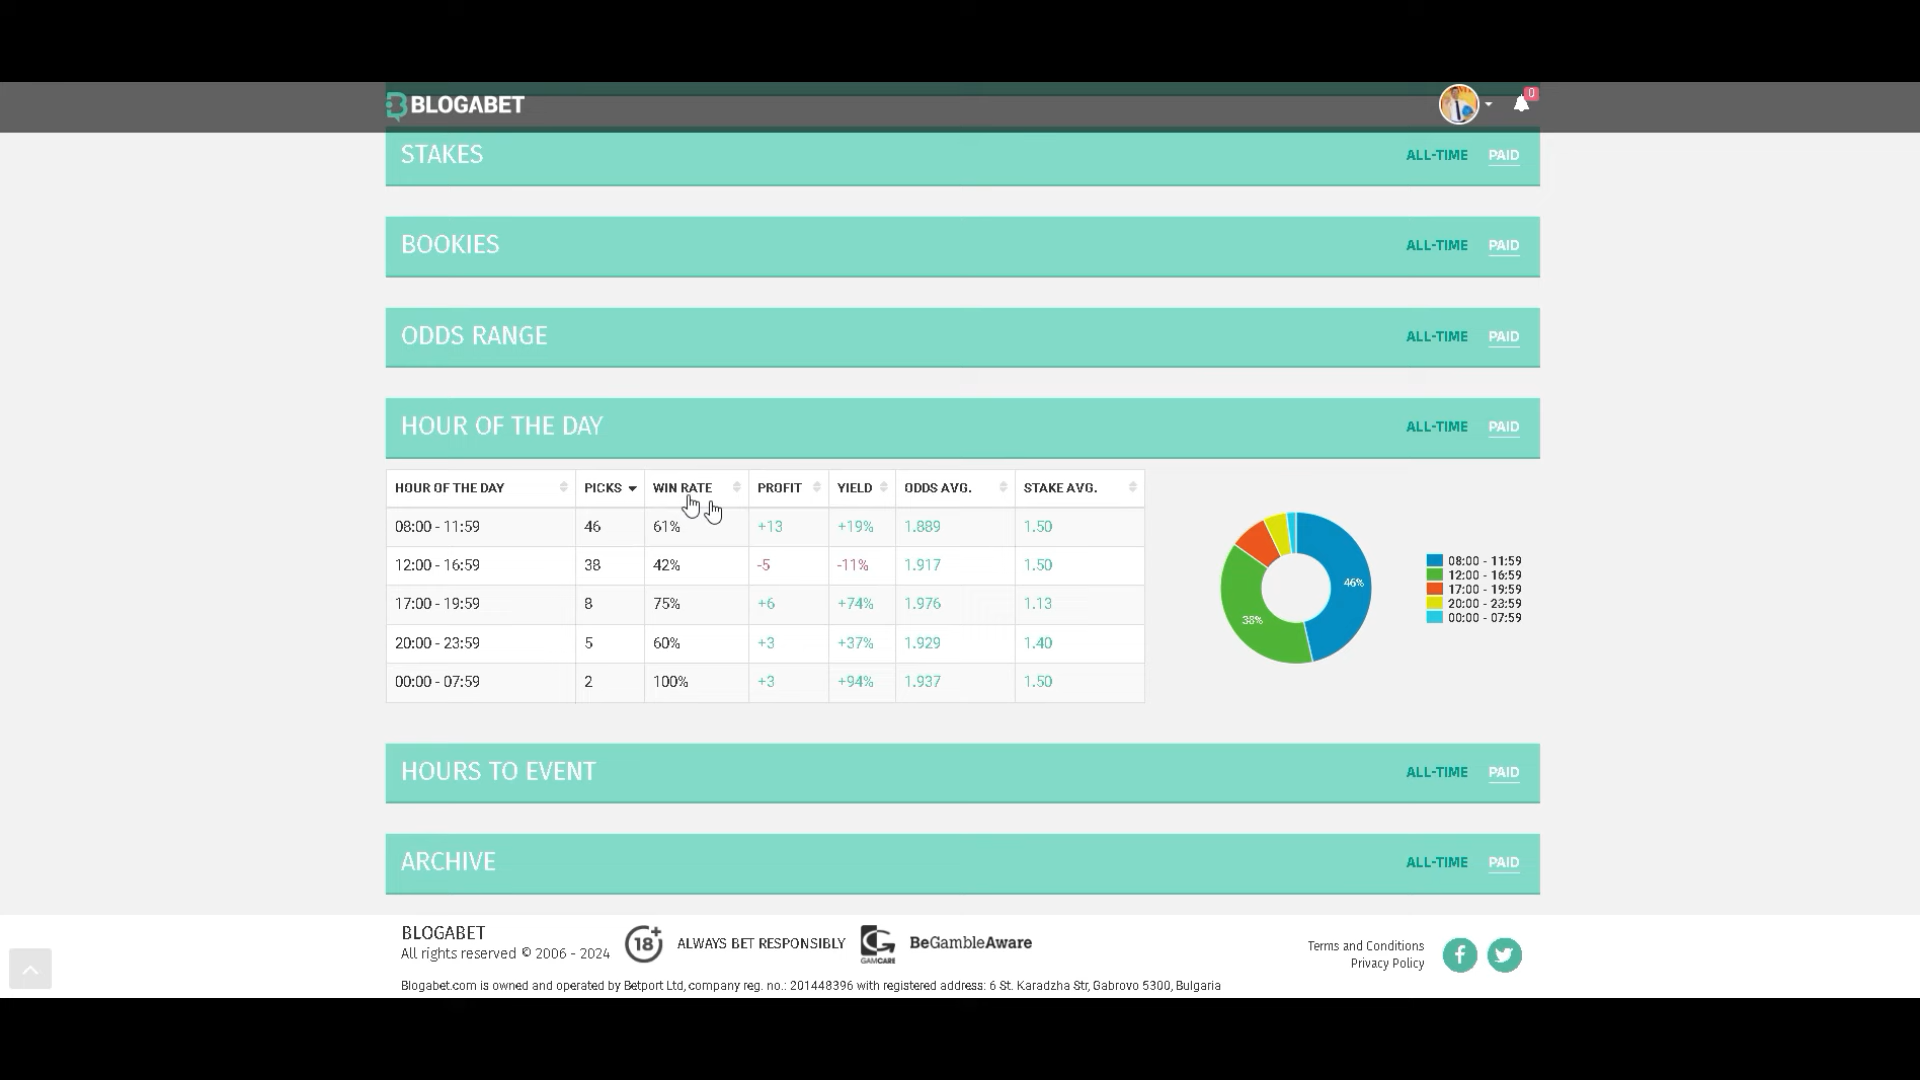 BLOGABET
0
STAKES ALL-TIME PAID
BOOKIES ALL-TIME PAID
ODDS RANGE ALL-TIME PAID
HOUR OF THE DAY ALL-TIME PAID
HOUR OF THE DAY PICKS WIN RATE PROFIT YIELD ODDS AVG. STAKE AVG.
08:00 - 11:59 46 61% +13 +19% 1.889 1.50
12:00 - 16:59 38 42% -5 -11% 1.917 1.50
17:00 - 19:59 8 75% +6 +74% 1.976 1.13
20:00 - 23:59 5 60% +3 +37% 1.929 1.40
00:00 - 07:59 2 100% +3 +94% 1.937 1.50
46%
38%
08:00 - 11:59
12:00 - 16:59
17:00 - 19:59
20:00 - 23:59
00:00 - 07:59
HOURS TO EVENT ALL-TIME PAID
ARCHIVE ALL-TIME PAID
BLOGABET
All rights reserved © 2006 - 2024
18+
ALWAYS BET RESPONSIBLY
GAMCARE
BeGambleAware
Terms and Conditions
Privacy Policy
Blogabet.com is owned and operated by Betport Ltd, company reg. no.: 201448396 with registered address: 6 St. Karadzha Str, Gabrovo 5300, Bulgaria